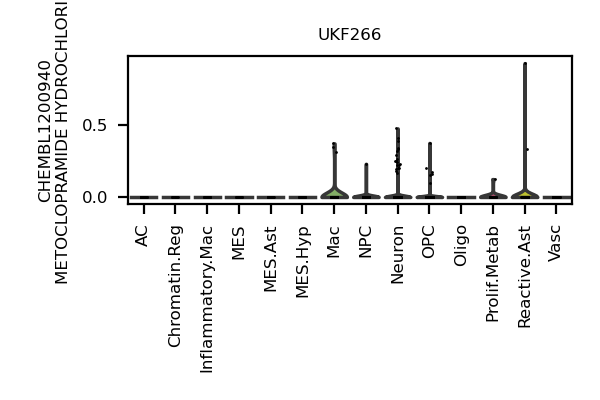 UKF266
CHEMBL1200940
METOCLOPRAMIDE HYDROCHLORI
0.5
0.0
AC
Chromatin.Reg
Inflammatory.Mac
MES
MES.Ast
MES.Hyp
Mac
NPC
Neuron
OPC
Oligo
Prolif.Metab
Reactive.Ast
Vasc